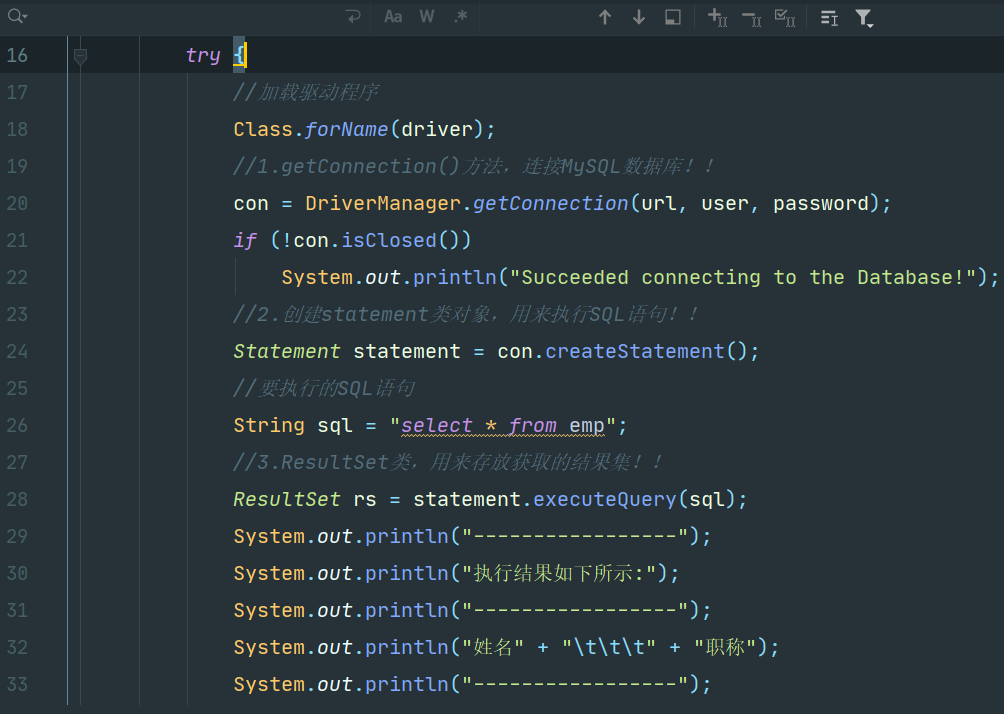 Aa W .*
16 try {
17 //加载驱动程序
18 Class.forName(driver);
19 //1.getConnection()方法，连接MySQL数据库！！
20 con = DriverManager.getConnection(url, user, password);
21 if (!con.isClosed())
22 System.out.println("Succeeded connecting to the Database!");
23 //2.创建statement类对象，用来执行SQL语句！！
24 Statement statement = con.createStatement();
25 //要执行的SQL语句
26 String sql = "select * from emp";
27 //3.ResultSet类，用来存放获取的结果集！！
28 ResultSet rs = statement.executeQuery(sql);
29 System.out.println("-----------------");
30 System.out.println("执行结果如下所示:");
31 System.out.println("-----------------");
32 System.out.println("姓名" + "\t\t\t" + "职称");
33 System.out.println("-----------------");